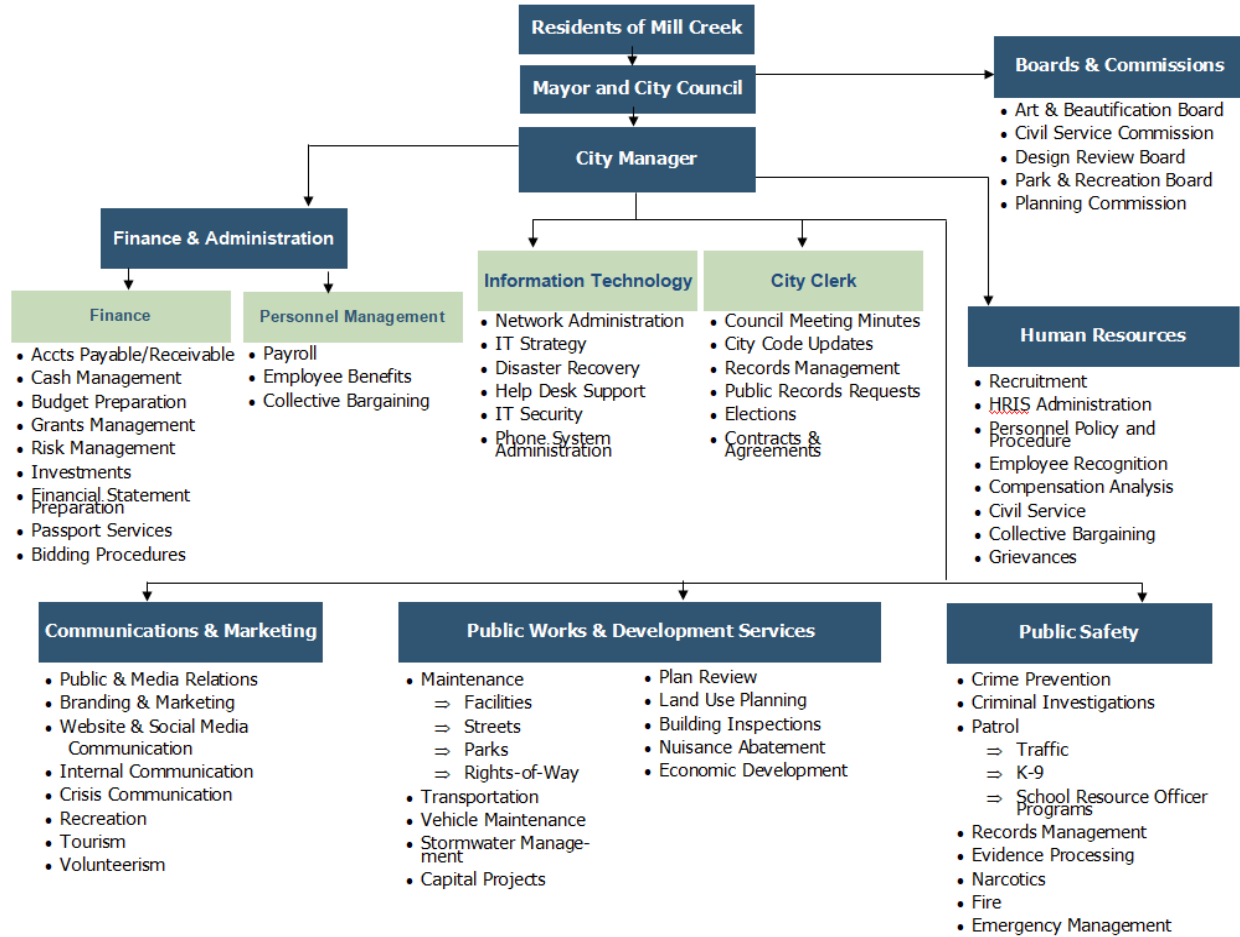 Residents of Mill Creek
Mayor and City Council
City Manager
Boards & Commissions
• Art & Beautification Board
• Civil Service Commission
• Design Review Board
• Park & Recreation Board
• Planning Commission
Finance & Administration
Finance
• Accts Payable/Receivable
• Cash Management
• Budget Preparation
• Grants Management
• Risk Management
• Investments
• Financial Statement
Preparation
• Passport Services
• Bidding Procedures
Personnel Management
• Payroll
• Employee Benefits
• Collective Bargaining
Information Technology
• Network Administration
• IT Strategy
• Disaster Recovery
• Help Desk Support
• IT Security
• Phone System
Administration
City Clerk
• Council Meeting Minutes
• City Code Updates
• Records Management
• Public Records Requests
• Elections
• Contracts &
Agreements
Human Resources
• Recruitment
• HRIS Administration
• Personnel Policy and
Procedure
• Employee Recognition
• Compensation Analysis
• Civil Service
• Collective Bargaining
• Grievances
Communications & Marketing
• Public & Media Relations
• Branding & Marketing
• Website & Social Media
Communication
• Internal Communication
• Crisis Communication
• Recreation
• Tourism
• Volunteerism
Public Works & Development Services
• Maintenance
⇒ Facilities
⇒ Streets
⇒ Parks
⇒ Rights-of-Way
• Transportation
• Vehicle Maintenance
• Stormwater Manage-
ment
• Capital Projects
• Plan Review
• Land Use Planning
• Building Inspections
• Nuisance Abatement
• Economic Development
Public Safety
• Crime Prevention
• Criminal Investigations
• Patrol
⇒ Traffic
⇒ K-9
⇒ School Resource Officer
Programs
• Records Management
• Evidence Processing
• Narcotics
• Fire
• Emergency Management